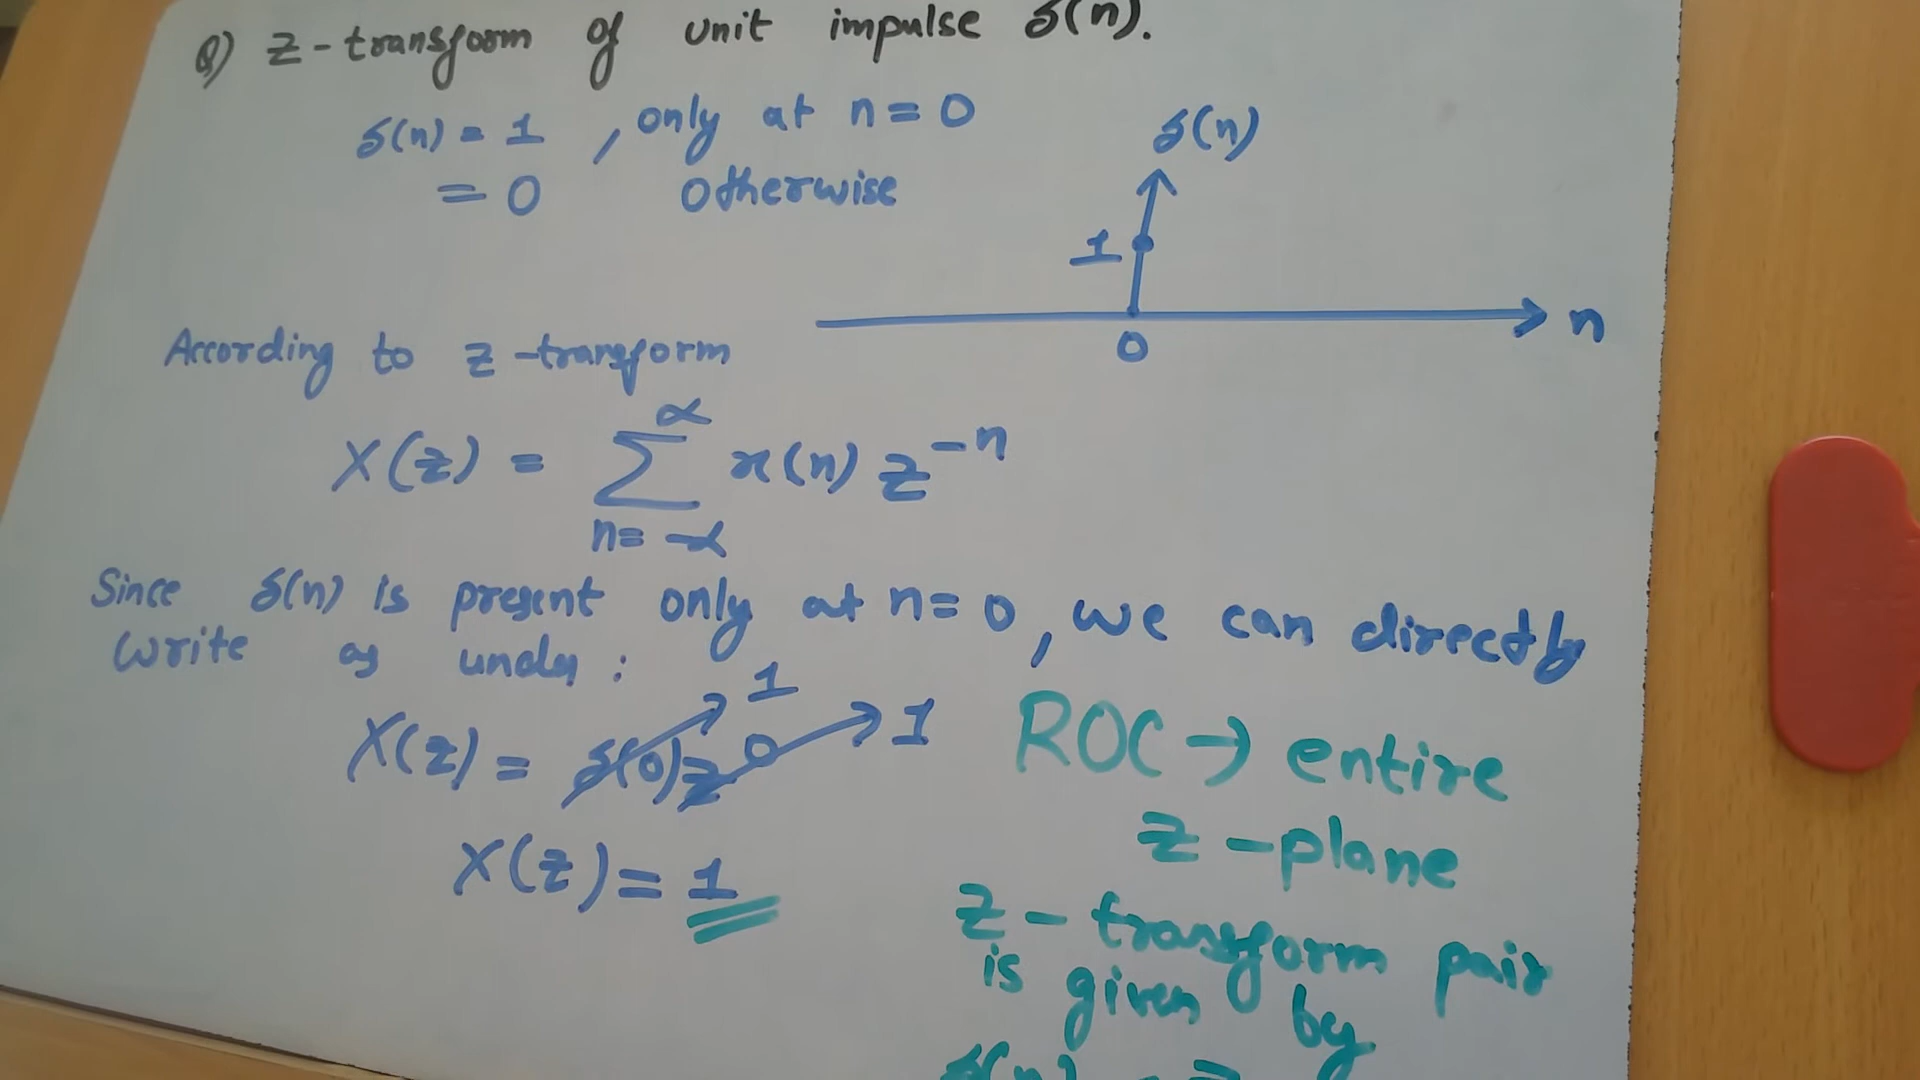 Q) Z-transform of unit impulse δ(n).
δ(n) = 1 , only at n = 0
= 0 otherwise
δ(n)
1
0
n
According to z-transform
X(z) = ∑ x(n) z^-n
∝
n = -∝
Since δ(n) is present only at n = 0, we can directly
write as under :
X(z) = δ(0) z^0
1
1
X(z) = 1
ROC → entire
z-plane
Z-transform pair
is given by
δ(n)